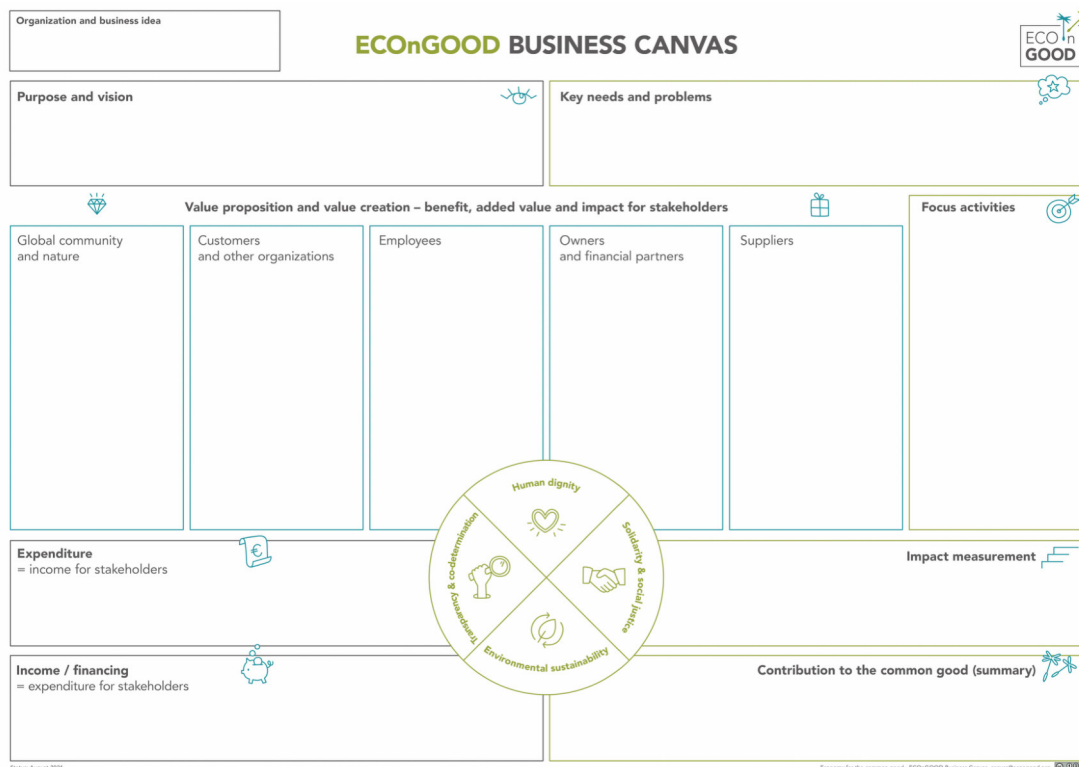 Organization and business idea
ECOnGOOD BUSINESS CANVAS
ECOnGOOD
Purpose and vision
Key needs and problems
Value proposition and value creation – benefit, added value and impact for stakeholders
Focus activities
Global community
and nature
Customers
and other organizations
Employees
Owners
and financial partners
Suppliers
Human dignity
Transparency & co-determination
Solidarity & social justice
Environmental sustainability
Expenditure
= income for stakeholders
€
Impact measurement
Income / financing
= expenditure for stakeholders
Contribution to the common good (summary)